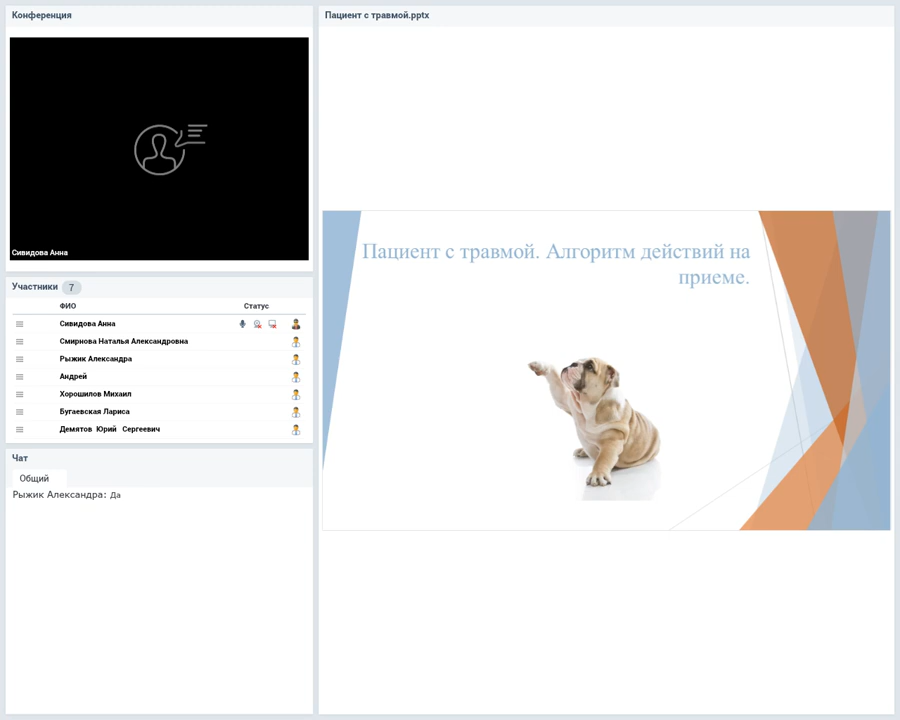 Конференция
Сивидова Анна
Участники 7
ФИО Статус
Сивидова Анна
Смирнова Наталья Александровна
Рыжик Александра
Андрей
Хорошилов Михаил
Бугаевская Лариса
Демятов Юрий Сергеевич
Чат
Общий
Рыжик Александра: Да
Пациент с травмой.pptx
Пациент с травмой. Алгоритм действий на
приеме.